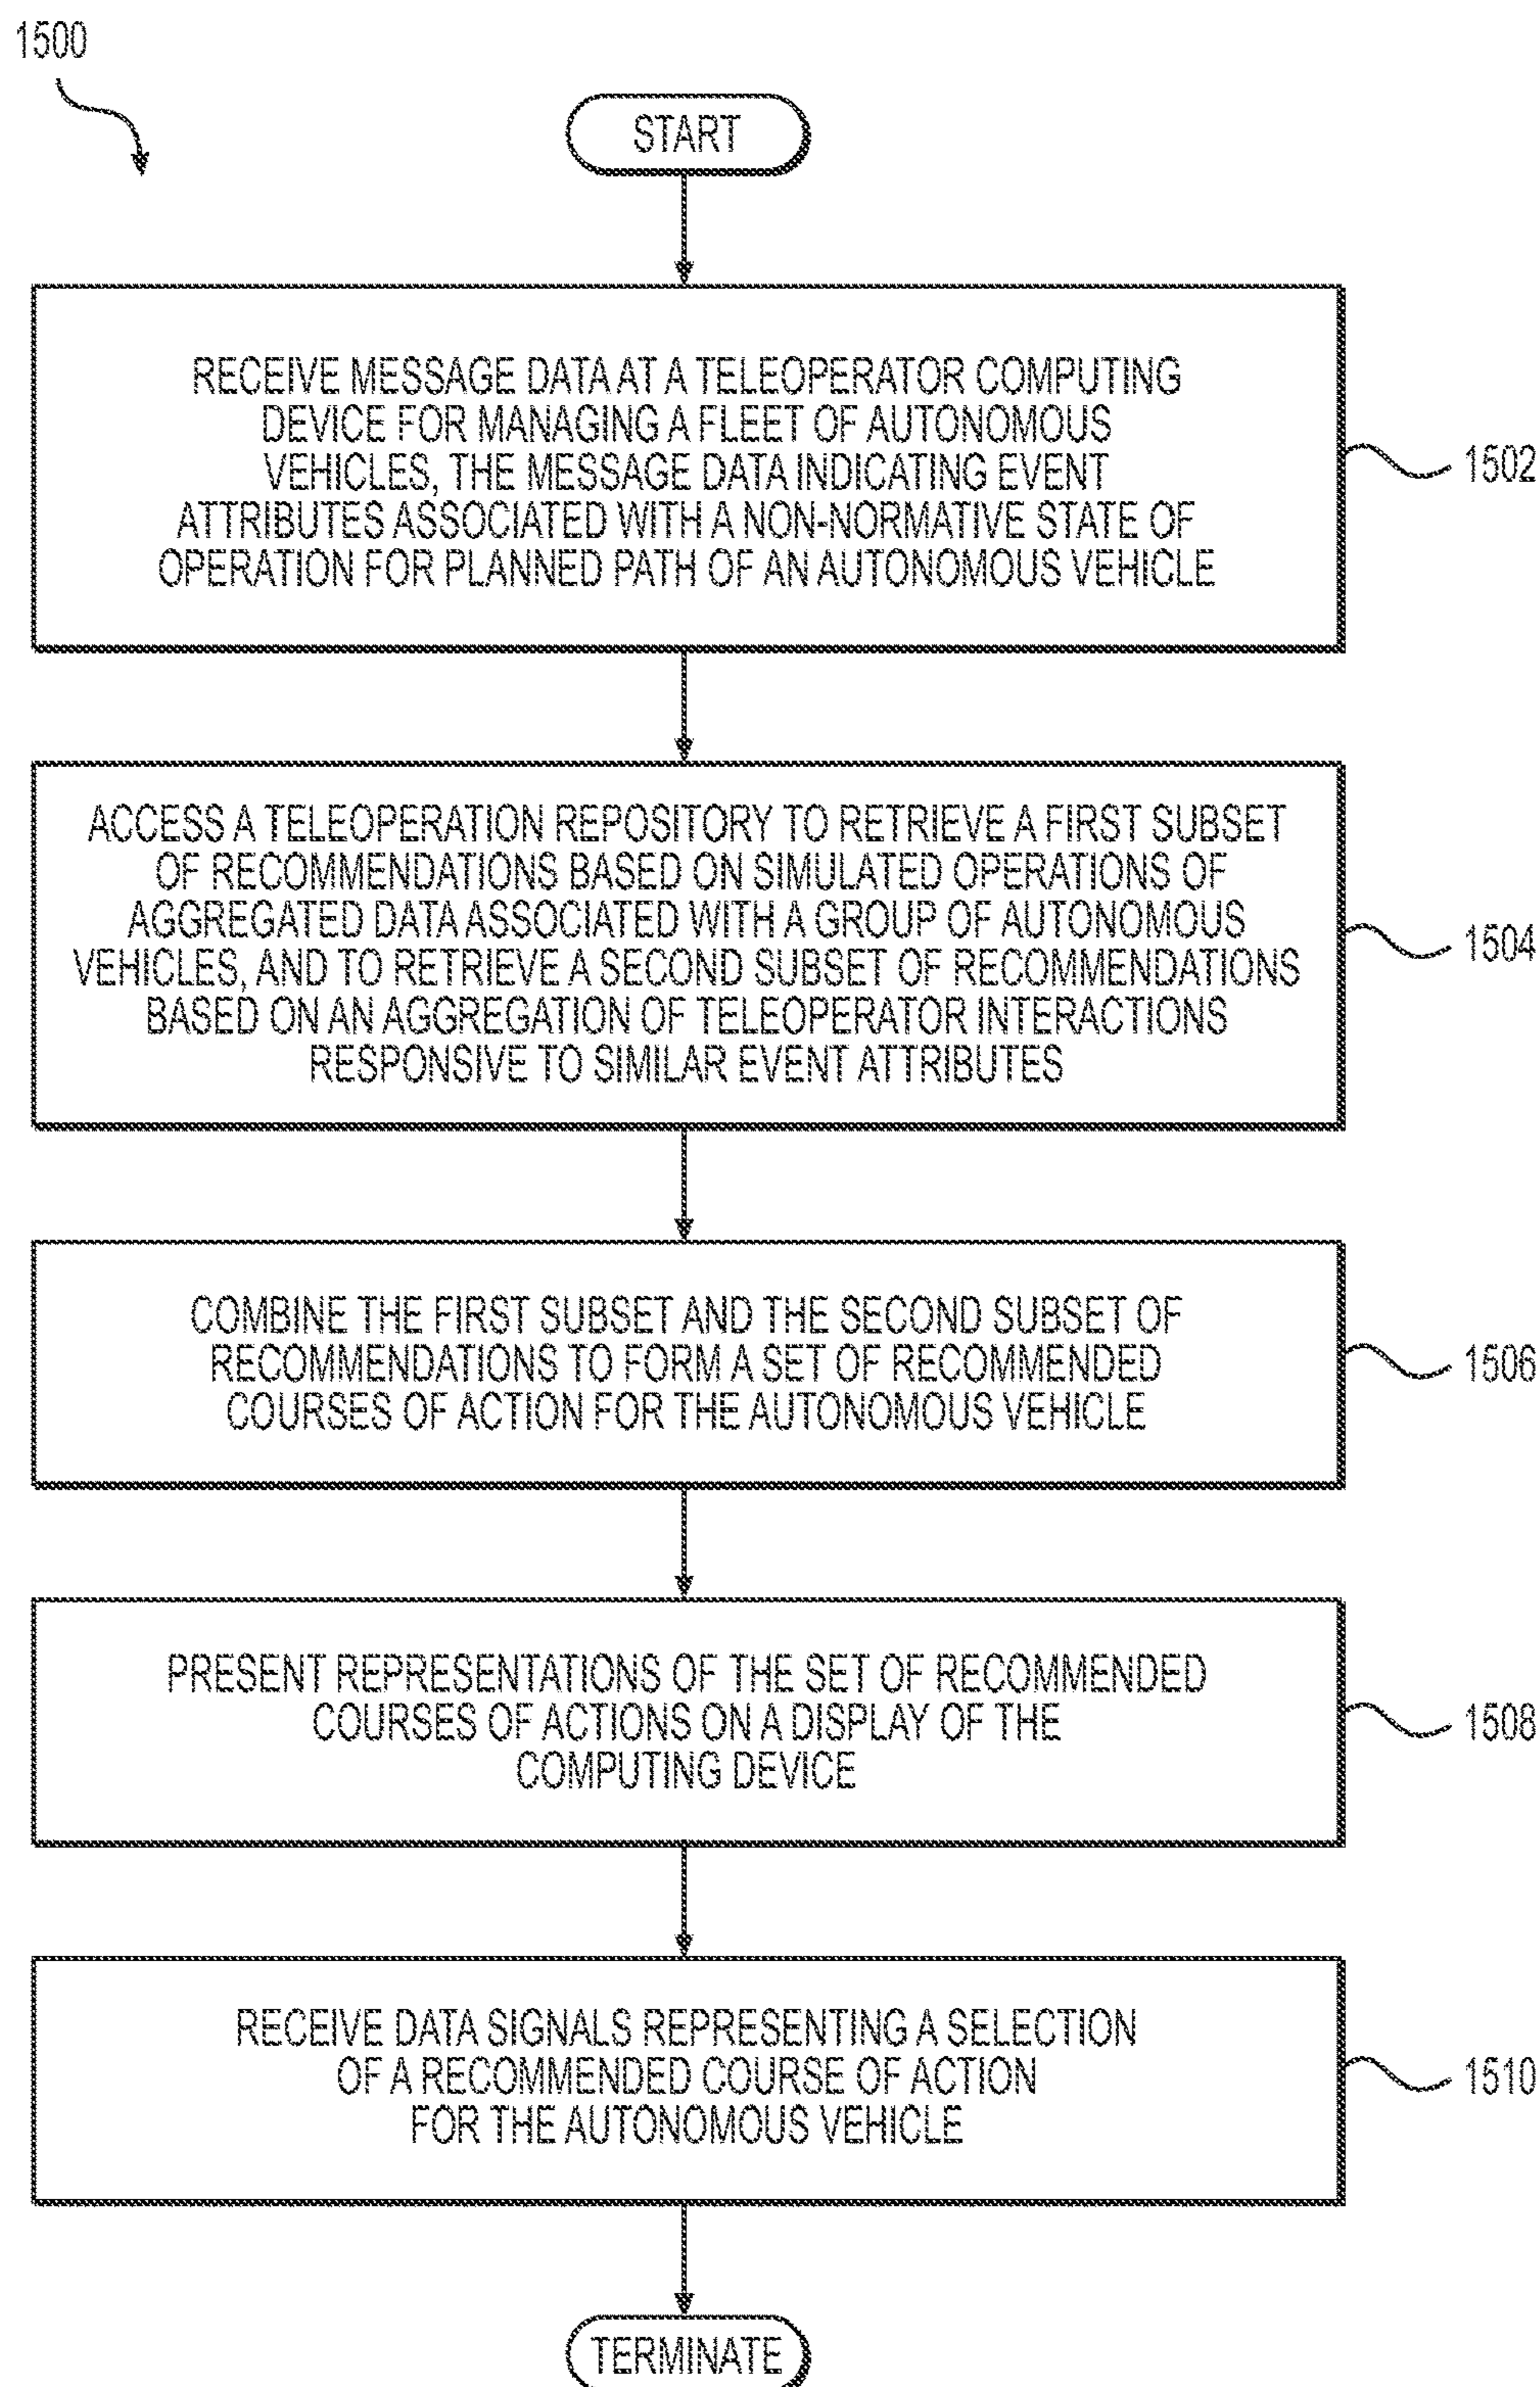 1500
START
RECEIVE MESSAGE DATA AT A TELEOPERATOR COMPUTING
DEVICE FOR MANAGING A FLEET OF AUTONOMOUS
VEHICLES, THE MESSAGE DATA INDICATING EVENT
ATTRIBUTES ASSOCIATED WITH A NON-NORMATIVE STATE OF
OPERATION FOR PLANNED PATH OF AN AUTONOMOUS VEHICLE
1502
ACCESS A TELEOPERATION REPOSITORY TO RETRIEVE A FIRST SUBSET
OF RECOMMENDATIONS BASED ON SIMULATED OPERATIONS OF
AGGREGATED DATA ASSOCIATED WITH A GROUP OF AUTONOMOUS
VEHICLES, AND TO RETRIEVE A SECOND SUBSET OF RECOMMENDATIONS
BASED ON AN AGGREGATION OF TELEOPERATOR INTERACTIONS
RESPONSIVE TO SIMILAR EVENT ATTRIBUTES
1504
COMBINE THE FIRST SUBSET AND THE SECOND SUBSET OF
RECOMMENDATIONS TO FORM A SET OF RECOMMENDED
COURSES OF ACTION FOR THE AUTONOMOUS VEHICLE
1506
PRESENT REPRESENTATIONS OF THE SET OF RECOMMENDED
COURSES OF ACTIONS ON A DISPLAY OF THE
COMPUTING DEVICE
1508
RECEIVE DATA SIGNALS REPRESENTING A SELECTION
OF A RECOMMENDED COURSE OF ACTION
FOR THE AUTONOMOUS VEHICLE
1510
TERMINATE